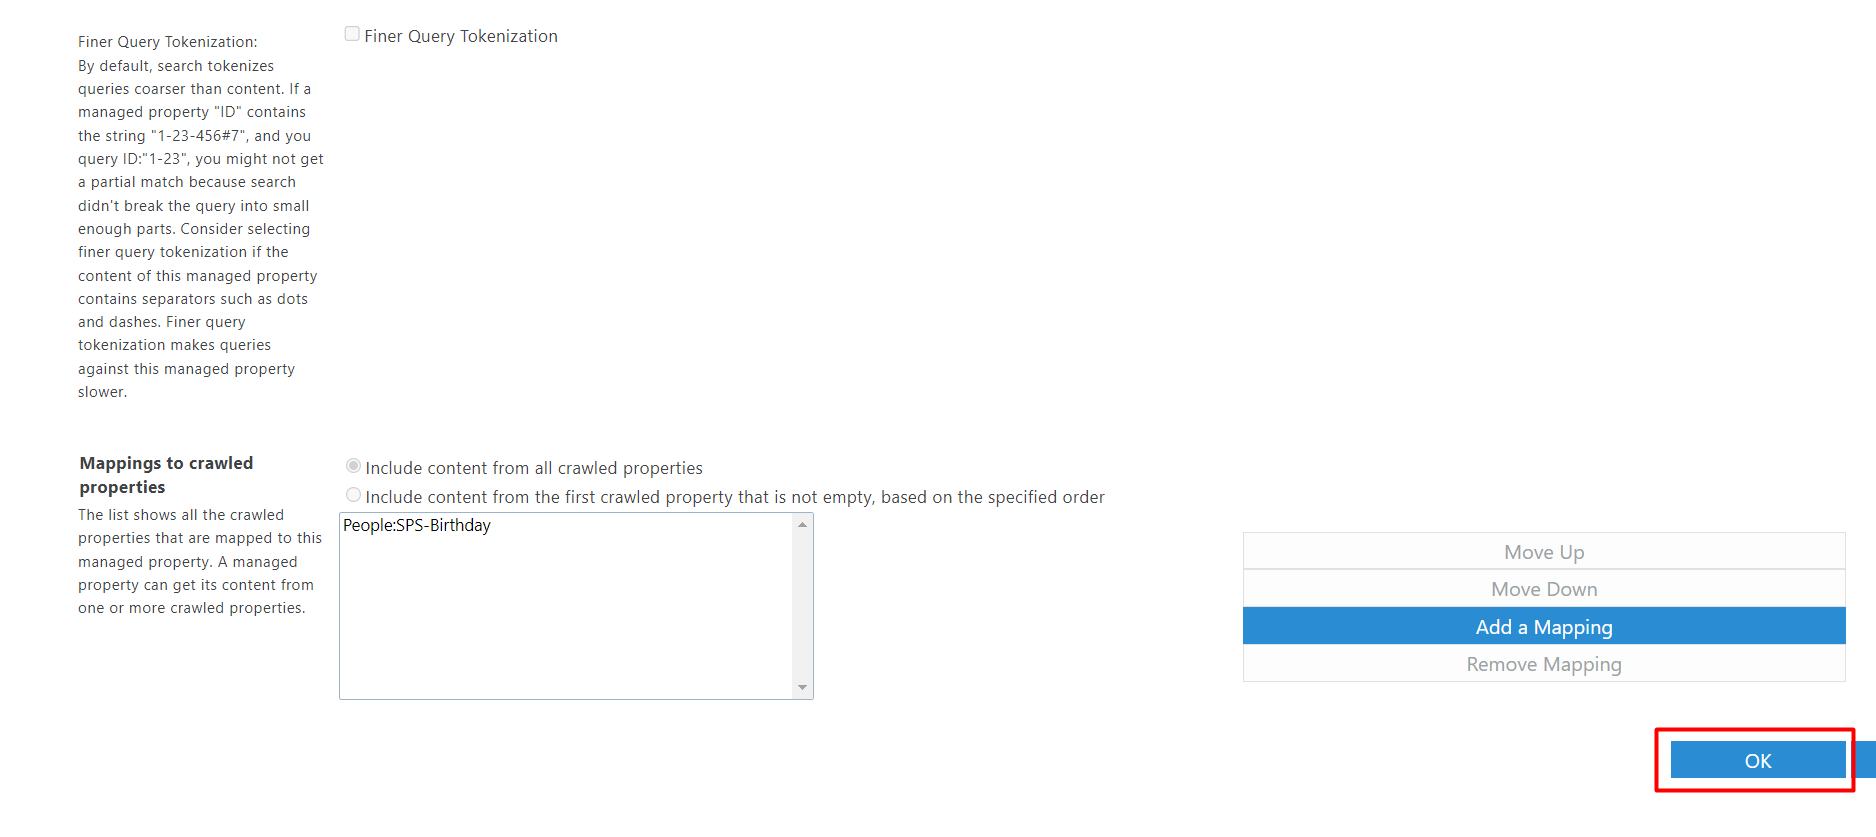 Finer Query Tokenization:
By default, search tokenizes
queries coarser than content. If a
managed property "ID" contains
the string "1-23-456#7", and you
query ID:"1-23", you might not get
a partial match because search
didn't break the query into small
enough parts. Consider selecting
finer query tokenization if the
content of this managed property
contains separators such as dots
and dashes. Finer query
tokenization makes queries
against this managed property
slower.
Finer Query Tokenization
Mappings to crawled
properties
The list shows all the crawled
properties that are mapped to this
managed property. A managed
property can get its content from
one or more crawled properties.
Include content from all crawled properties
Include content from the first crawled property that is not empty, based on the specified order
People:SPS-Birthday
Move Up
Move Down
Add a Mapping
Remove Mapping
OK